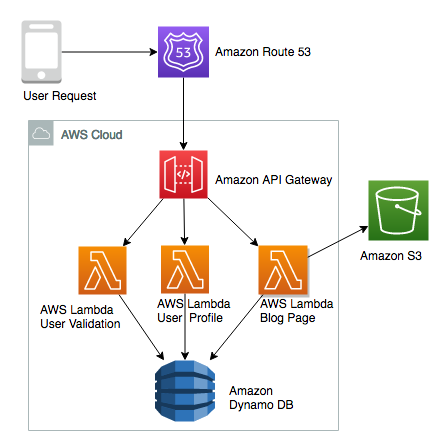 53
Amazon Route 53
User Request
AWS Cloud
Amazon API Gateway
Amazon S3
AWS Lambda
User Validation
AWS Lambda
User Profile
AWS Lambda
Blog Page
Amazon
Dynamo DB